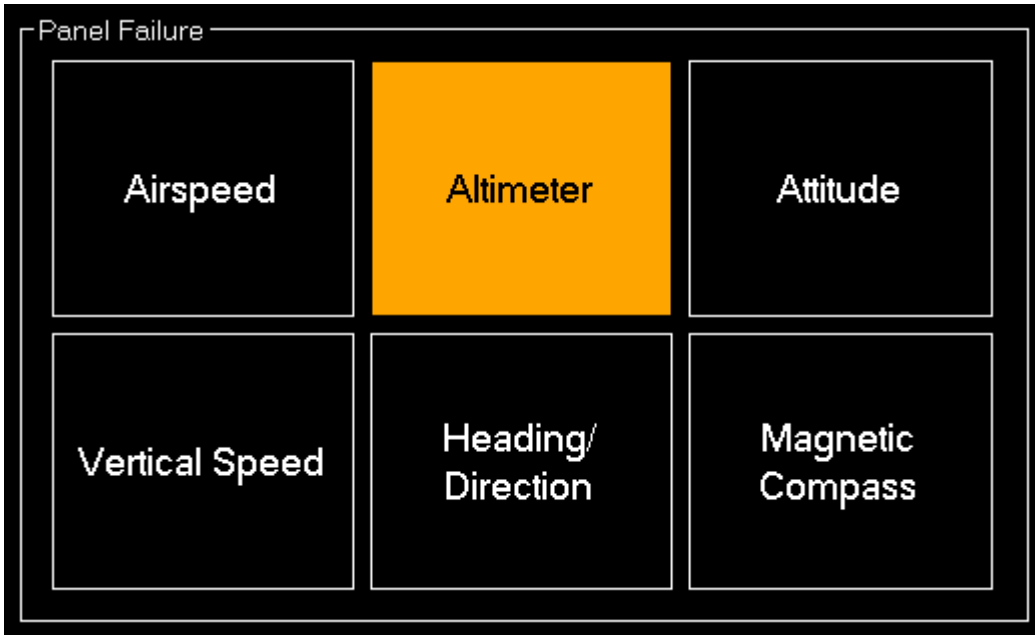 Panel Failure
Airspeed
Altimeter
Attitude
Vertical Speed
Heading/
Direction
Magnetic
Compass